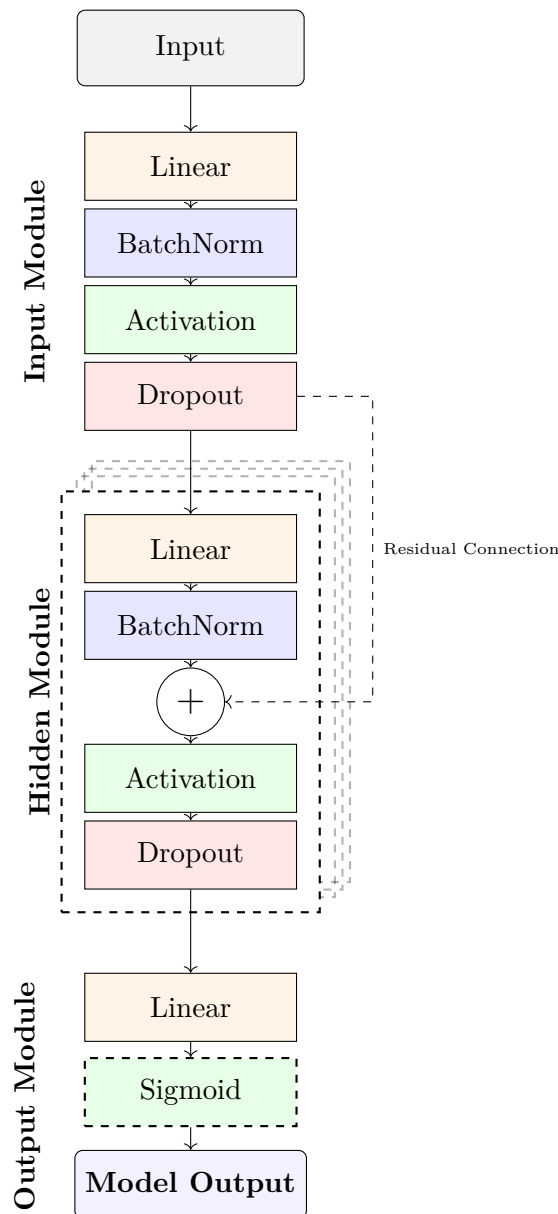 Input
Input Module
Linear
BatchNorm
Activation
Dropout
Residual Connection
Hidden Module
Linear
BatchNorm
+
Activation
Dropout
Output Module
Linear
Sigmoid
Model Output